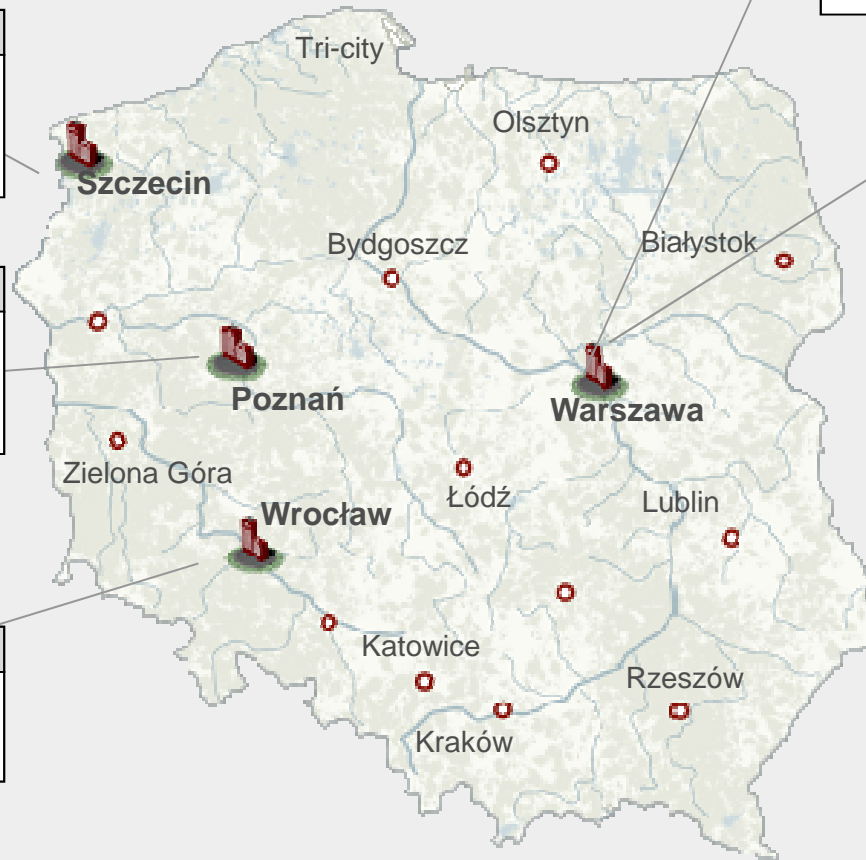 Tri-city
Olsztyn
Szczecin
Bydgoszcz
Białystok
Poznań
Warszawa
Zielona Góra
Łódź
Wrocław
Lublin
Katowice
Rzeszów
Kraków